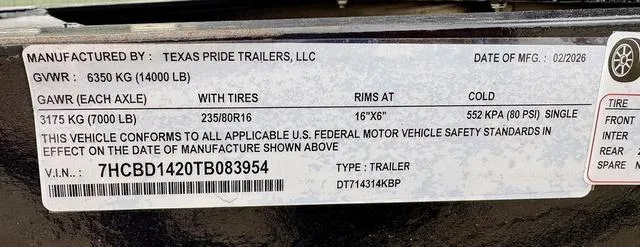 MANUFACTURED BY : TEXAS PRIDE TRAILERS, LLC DATE OF MFG. : 02/2026
GVWR : 6350 KG (14000 LB)
GAWR (EACH AXLE) WITH TIRES RIMS AT COLD
3175 KG (7000 LB) 235/80R16 16"X6" 552 KPA (80 PSI) SINGLE
THIS VEHICLE CONFORMS TO ALL APPLICABLE U.S. FEDERAL MOTOR VEHICLE SAFETY STANDARDS IN
EFFECT ON THE DATE OF MANUFACTURE SHOWN ABOVE
V.I.N.. : 7HCBD1420TB083954 TYPE : TRAILER
DT714314KBP
TIRE
FRONT
INTER
REAR 2
SPARE N